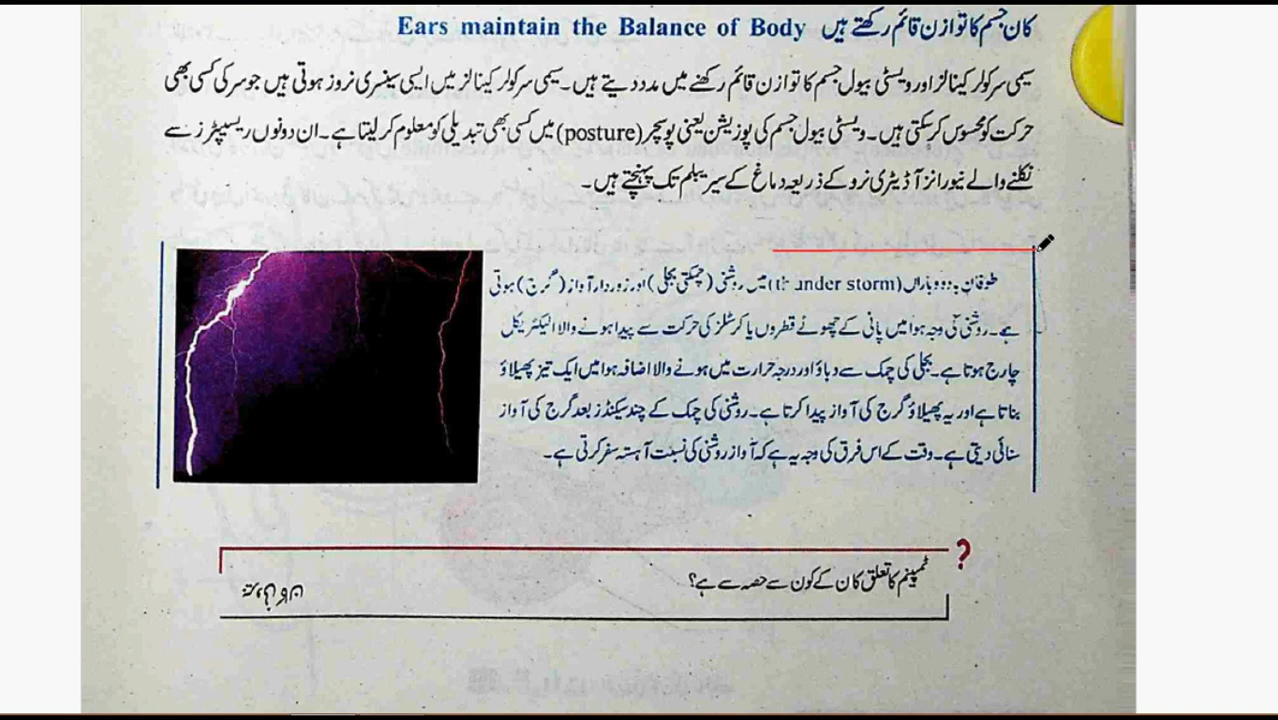 کان جسم کا توازن قائم رکھتے ہیں Ears maintain the Balance of Body
سیمی سرکولر کینالز اور ویسٹی بیول جسم کا توازن قائم رکھنے میں مدد دیتے ہیں۔ سیمی سرکولر کینالز میں ایسی سینسری نروز ہوتی ہیں جو سر کی کسی بھی
حرکت کو محسوس کر سکتی ہیں۔ ویسٹی بیول جسم کی پوزیشن یعنی پوسچر (posture) میں کسی بھی تبدیلی کو معلوم کر لیتا ہے۔ ان دونوں ریسیپٹرز سے
نکلنے والے نیورانز آڈیٹری نرو کے ذریعہ دماغ کے سیریبلم تک پہنچتے ہیں۔
طوفانِ بادوباراں (thunder storm) میں روشنی (چمکتی بجلی) اور زوردار آواز (گرج) ہوتی
ہے۔ روشنی کی وجہ ہوا میں پانی کے چھوٹے قطروں یا کرسٹلز کی حرکت سے پیدا ہونے والا الیکٹریکل
چارج ہوتا ہے۔ بجلی کی چمک سے دباؤ اور درجہ حرارت میں ہونے والا اضافہ ہوا میں ایک تیز پھیلاؤ
بناتا ہے اور یہ پھیلاؤ گرج کی آواز پیدا کرتا ہے۔ روشنی کی چمک کے چند سیکنڈز بعد گرج کی آواز
سنائی دیتی ہے۔ وقت کے اس فرق کی وجہ یہ ہے کہ آواز روشنی کی نسبت آہستہ سفر کرتی ہے۔
?
ٹمپینم کا تعلق کان کے کون سے حصہ سے ہے؟